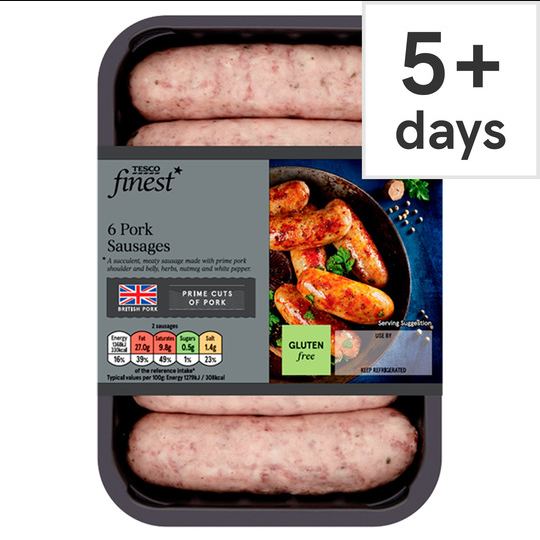 5+
days
TESCO
finest*
6 Pork
Sausages
* A succulent, meaty sausage made with prime pork
shoulder and belly, herbs, nutmeg and white pepper.
BRITISH PORK
PRIME CUTS
OF PORK
2 sausages
Energy 1368kJ 330kcal 16%
Fat 27.0g 39%
Saturates 9.8g 49%
Sugars 0.5g 1%
Salt 1.4g 23%
of the reference intake*
Typical values per 100g: Energy 1279kJ / 308kcal
Serving Suggestion
GLUTEN
free
USE BY
KEEP REFRIGERATED